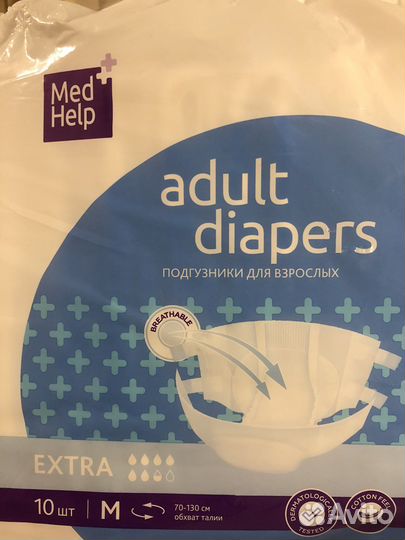 Med
Help
adult
diapers
ПОДГУЗНИКИ ДЛЯ ВЗРОСЛЫХ
BREATHABLE
EXTRA
10 шт
M
70-130 см
обхват талии
DERMATOLOGICALLY
TESTED
COTTON FEEL
Avito